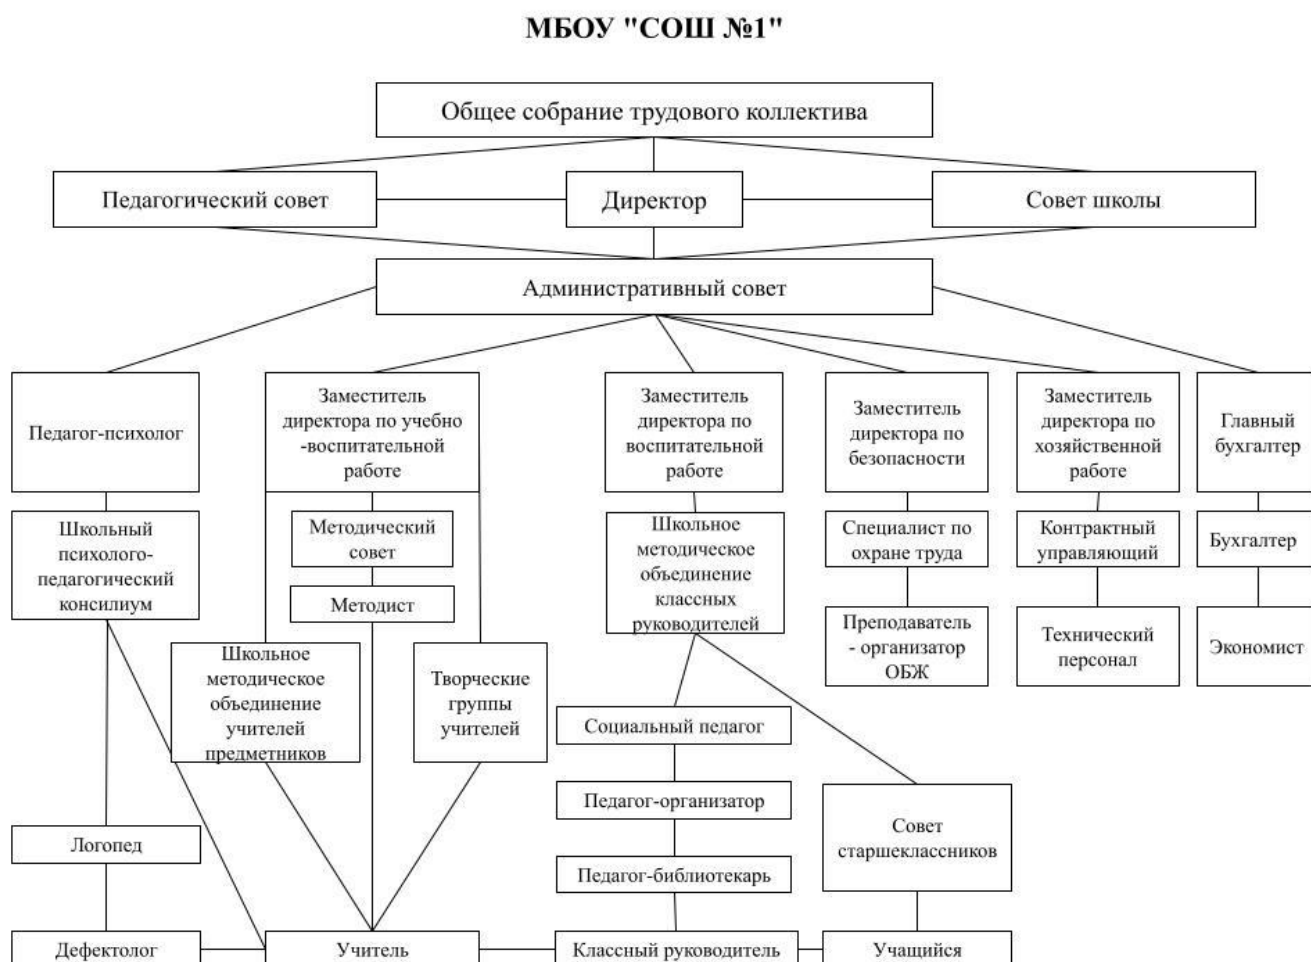 МБОУ "СОШ №1"
Общее собрание трудового коллектива
Педагогический совет
Директор
Совет школы
Административный совет
Педагог-психолог
Заместитель
директора по учебно
-воспитательной
работе
Заместитель
директора по
воспитательной
работе
Заместитель
директора по
безопасности
Заместитель
директора по
хозяйственной
работе
Главный
бухгалтер
Школьный
психолого-
педагогический
консилиум
Методический
совет
Методист
Школьное
методическое
объединение
классных
руководителей
Специалист по
охране труда
Контрактный
управляющий
Бухгалтер
Школьное
методическое
объединение
учителей
предметников
Творческие
группы
учителей
Преподаватель
- организатор
ОБЖ
Технический
персонал
Экономист
Социальный педагог
Педагог-организатор
Педагог-библиотекарь
Совет
старшеклассников
Логопед
Дефектолог
Учитель
Классный руководитель
Учащийся